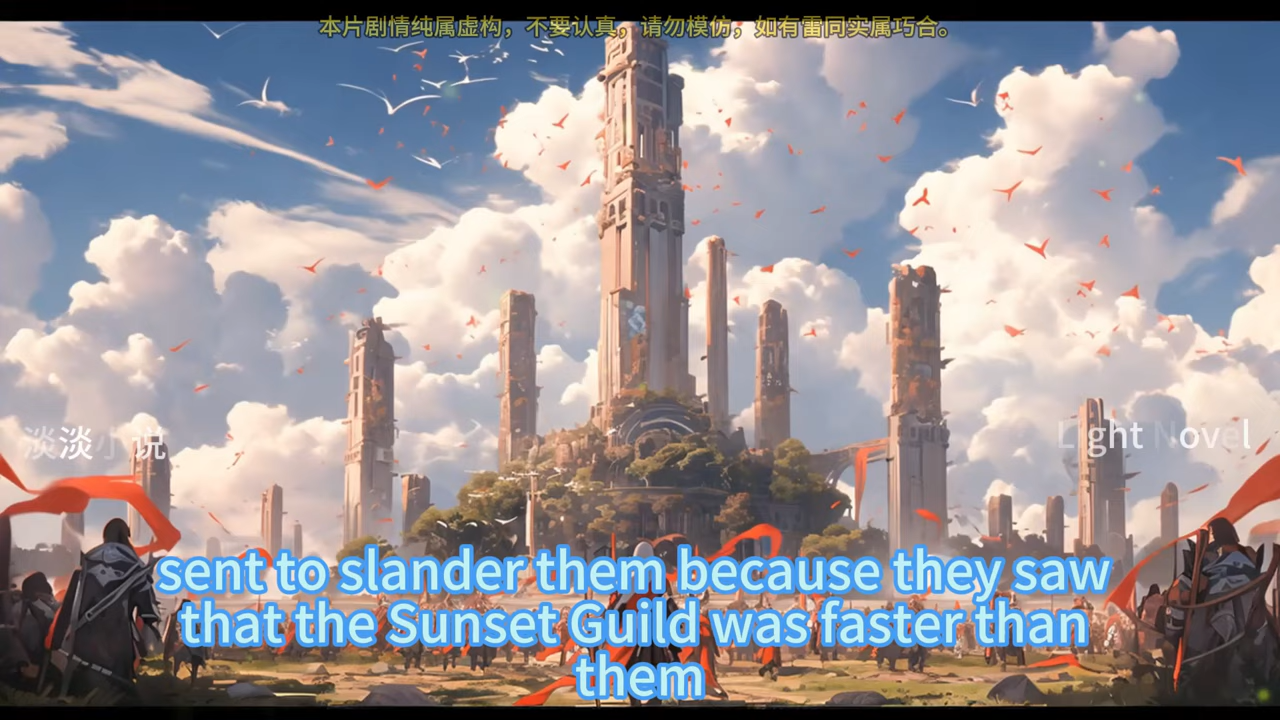 本片剧情纯属虚构，不要认真，请勿模仿，如有雷同实属巧合。
淡淡小说
Light Novel
sent to slander them because they saw
that the Sunset Guild was faster than
them